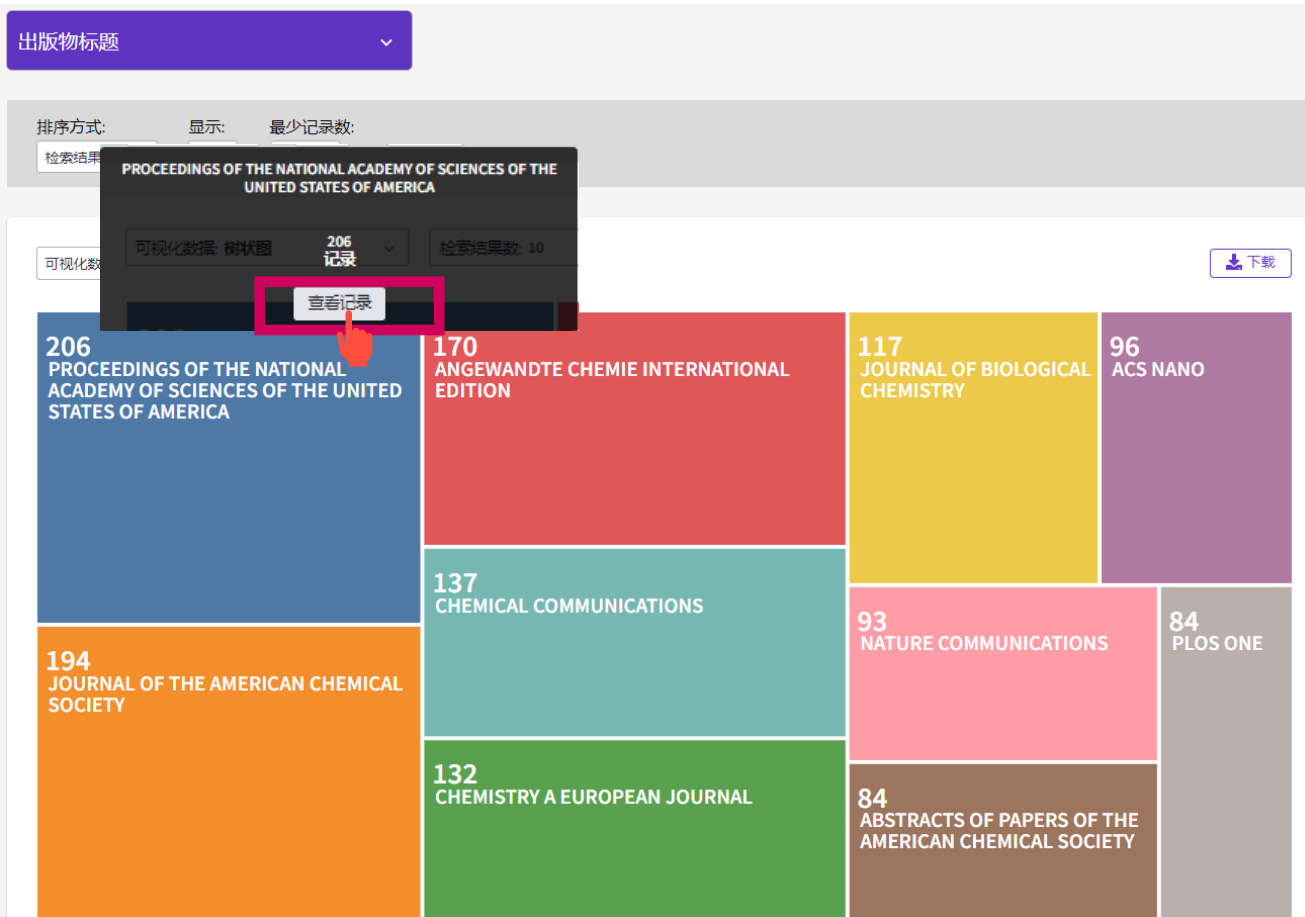 出版物标题
排序方式:
显示:
最少记录数:
检索结果
PROCEEDINGS OF THE NATIONAL ACADEMY OF SCIENCES OF THE
UNITED STATES OF AMERICA
可视化数据: 树状图
206
记录
检索结果数: 10
查看记录
可视化数
下载
206
PROCEEDINGS OF THE NATIONAL
ACADEMY OF SCIENCES OF THE UNITED
STATES OF AMERICA
170
ANGEWANDTE CHEMIE INTERNATIONAL
EDITION
117
JOURNAL OF BIOLOGICAL
CHEMISTRY
96
ACS NANO
137
CHEMICAL COMMUNICATIONS
93
NATURE COMMUNICATIONS
84
PLOS ONE
194
JOURNAL OF THE AMERICAN CHEMICAL
SOCIETY
132
CHEMISTRY A EUROPEAN JOURNAL
84
ABSTRACTS OF PAPERS OF THE
AMERICAN CHEMICAL SOCIETY